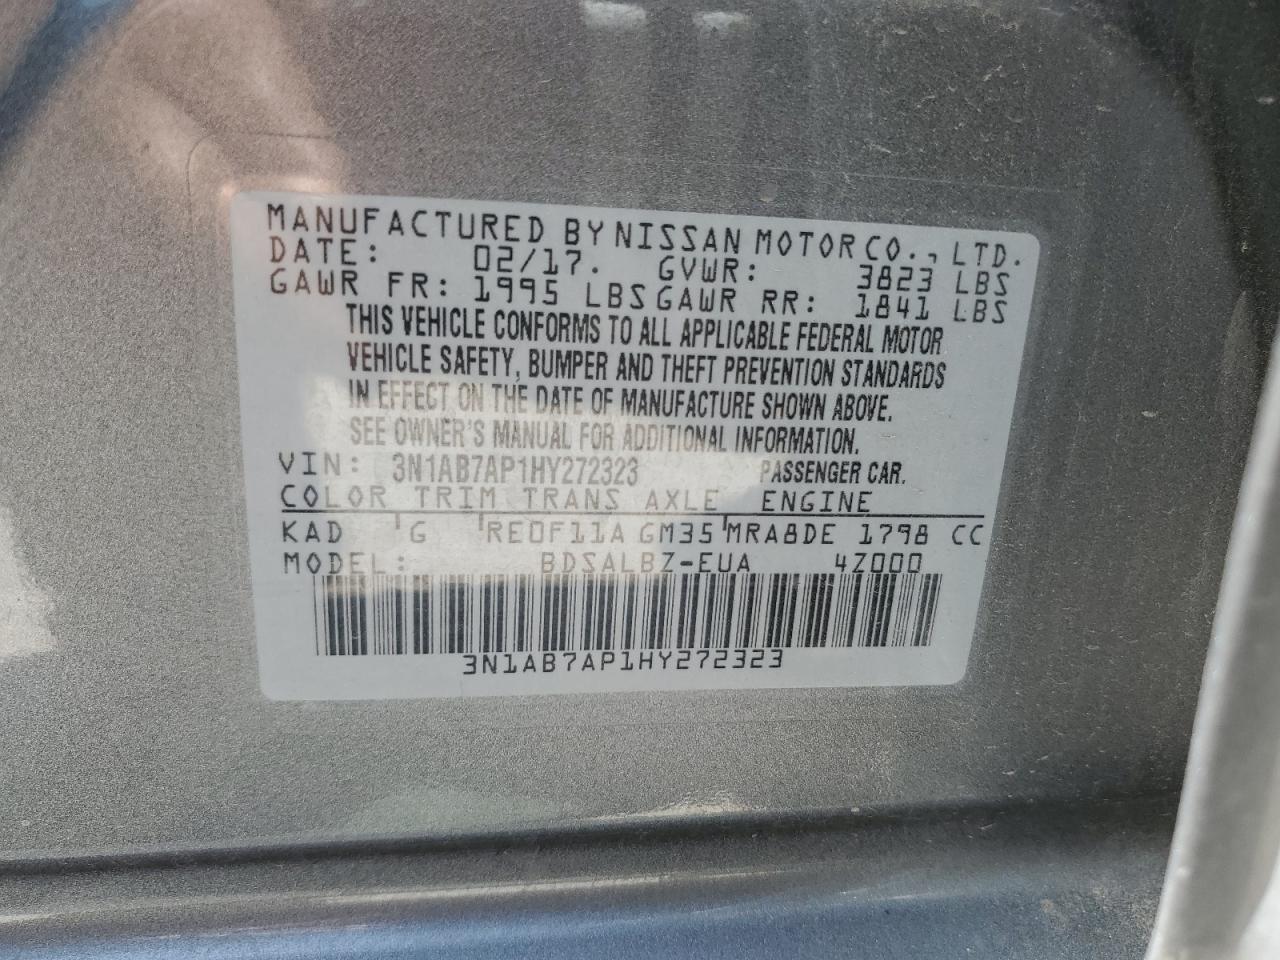 MANUFACTURED BY NISSAN MOTOR CO., LTD.
DATE: 02/17. GVWR: 3823 LBS
GAWR FR: 1995 LBS GAWR RR: 1841 LBS
THIS VEHICLE CONFORMS TO ALL APPLICABLE FEDERAL MOTOR
VEHICLE SAFETY, BUMPER AND THEFT PREVENTION STANDARDS
IN EFFECT ON THE DATE OF MANUFACTURE SHOWN ABOVE.
SEE OWNER'S MANUAL FOR ADDITIONAL INFORMATION.
VIN: 3N1AB7AP1HY272323 PASSENGER CAR.
COLOR TRIM TRANS AXLE ENGINE
KAD G RE0F11A GM35 MRA8DE 1798 CC
MODEL: BDSALBZ-EUA 4Z000
3N1AB7AP1HY272323